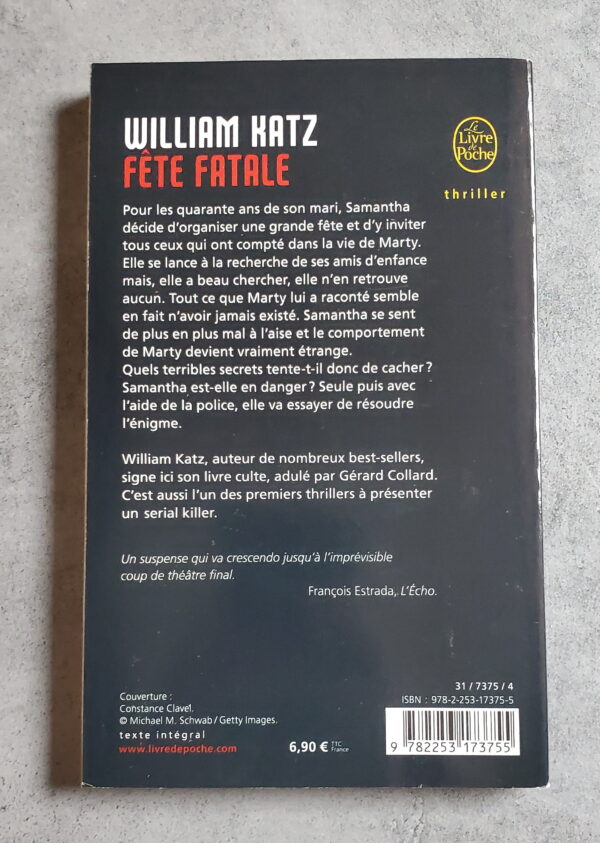 WILLIAM KATZ
FÊTE FATALE
Le
Livre
de
Poche
thriller
Pour les quarante ans de son mari, Samantha
décide d'organiser une grande fête et d'y inviter
tous ceux qui ont compté dans la vie de Marty.
Elle se lance à la recherche de ses amis d'enfance
mais, elle a beau chercher, elle n'en retrouve
aucun. Tout ce que Marty lui a raconté semble
en fait n'avoir jamais existé. Samantha se sent
de plus en plus mal à l'aise et le comportement
de Marty devient vraiment étrange.
Quels terribles secrets tente-t-il donc de cacher ?
Samantha est-elle en danger ? Seule puis avec
l'aide de la police, elle va essayer de résoudre
l'énigme.
William Katz, auteur de nombreux best-sellers,
signe ici son livre culte, adulé par Gérard Collard.
C'est aussi l'un des premiers thrillers à présenter
un serial killer.
Un suspense qui va crescendo jusqu'à l'imprévisible
coup de théâtre final.
François Estrada, L'Écho.
Couverture :
Constance Clavel.
© Michael M. Schwab / Getty Images.
texte intégral
www.livredepoche.com
6,90 € TTC
France
31 / 7375 / 4
ISBN : 978-2-253-17375-5
9 782253 173755